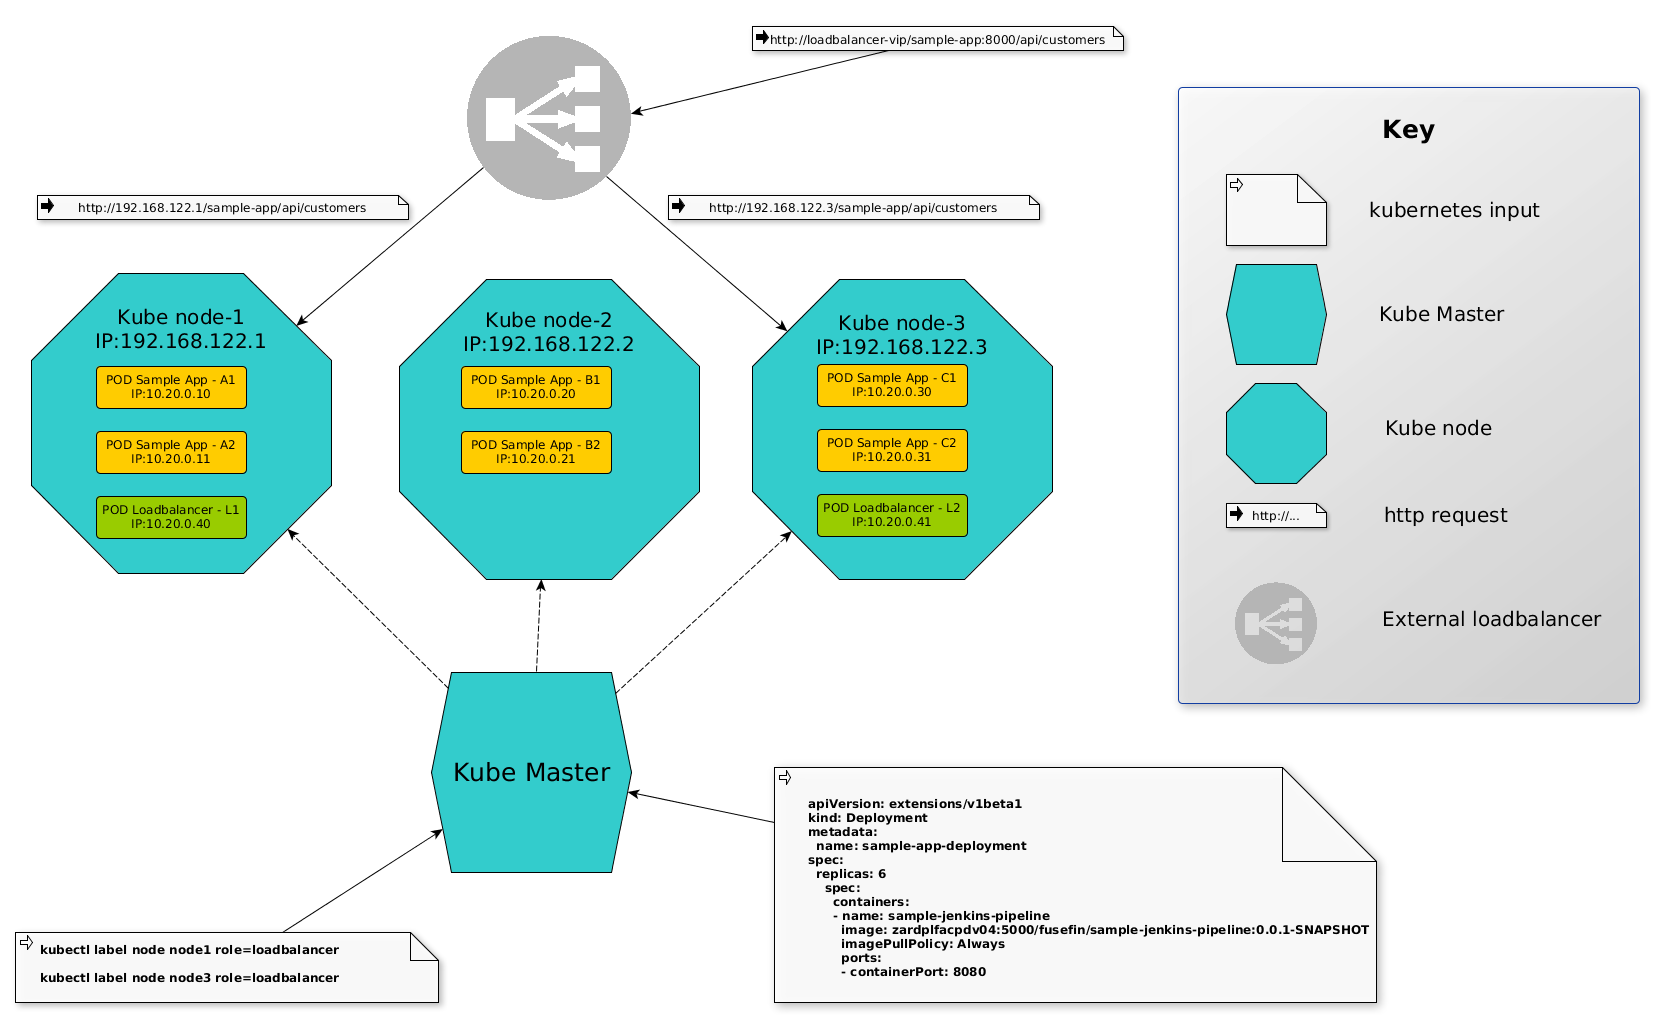 http://loadbalancer-vip/sample-app:8000/api/customers
http://192.168.122.1/sample-app/api/customers
http://192.168.122.3/sample-app/api/customers
Kube node-1
IP:192.168.122.1
POD Sample App - A1
IP:10.20.0.10
POD Sample App - A2
IP:10.20.0.11
POD Loadbalancer - L1
IP:10.20.0.40
Kube node-2
IP:192.168.122.2
POD Sample App - B1
IP:10.20.0.20
POD Sample App - B2
IP:10.20.0.21
Kube node-3
IP:192.168.122.3
POD Sample App - C1
IP:10.20.0.30
POD Sample App - C2
IP:10.20.0.31
POD Loadbalancer - L2
IP:10.20.0.41
Kube Master
kubectl label node node1 role=loadbalancer
kubectl label node node3 role=loadbalancer
apiVersion: extensions/v1beta1
kind: Deployment
metadata:
  name: sample-app-deployment
spec:
  replicas: 6
    spec:
      containers:
      - name: sample-jenkins-pipeline
        image: zardplfacpdv04:5000/fusefin/sample-jenkins-pipeline:0.0.1-SNAPSHOT
        imagePullPolicy: Always
        ports:
        - containerPort: 8080
Key
kubernetes input
Kube Master
Kube node
http://...
http request
External loadbalancer